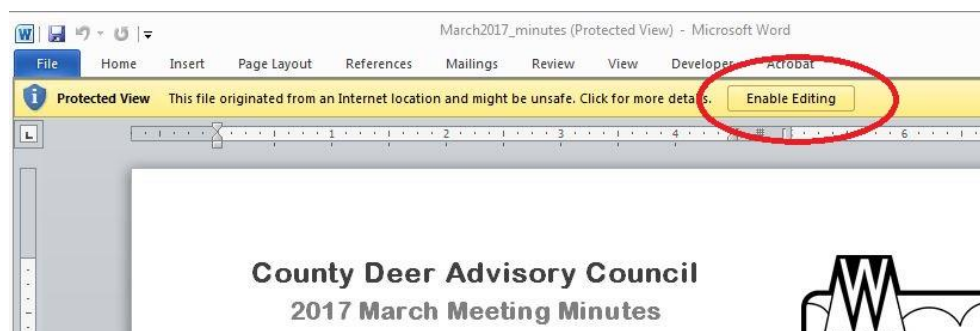 March2017_minutes (Protected View) - Microsoft Word
File Home Insert Page Layout References Mailings Review View Developer Acrobat
Protected View This file originated from an Internet location and might be unsafe. Click for more details. Enable Editing
1 2 3 4 6
County Deer Advisory Council
2017 March Meeting Minutes
W